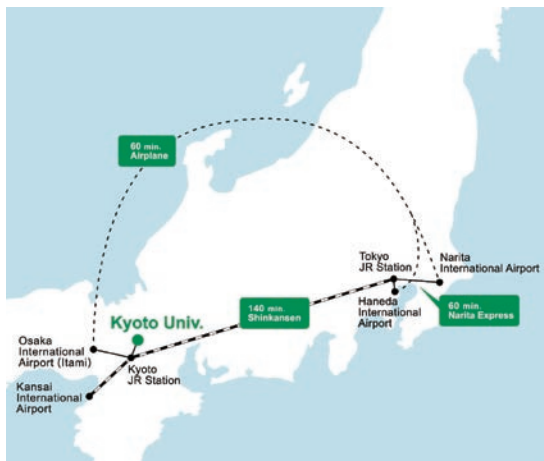 60 min.
Airplane
Tokyo
JR Station
Narita
International Airport
Haneda
International
Airport
60 min.
Narita Express
140 min.
Shinkansen
Kyoto Univ.
Osaka
International
Airport (Itami)
Kyoto
JR Station
Kansai
International
Airport